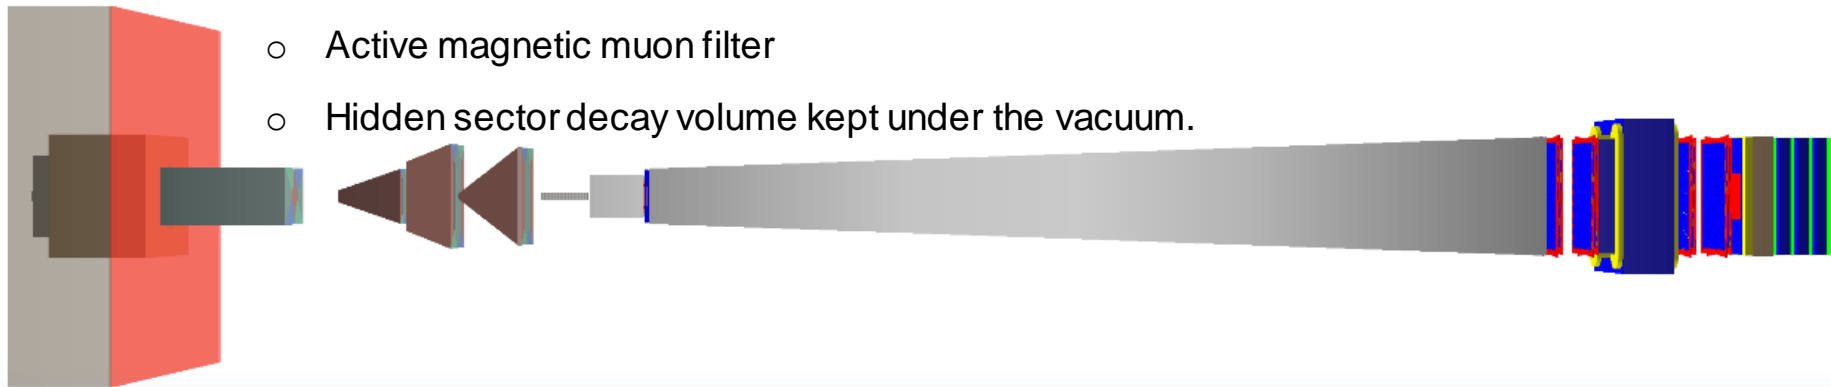 ○ Active magnetic muon filter
○ Hidden sector decay volume kept under the vacuum.